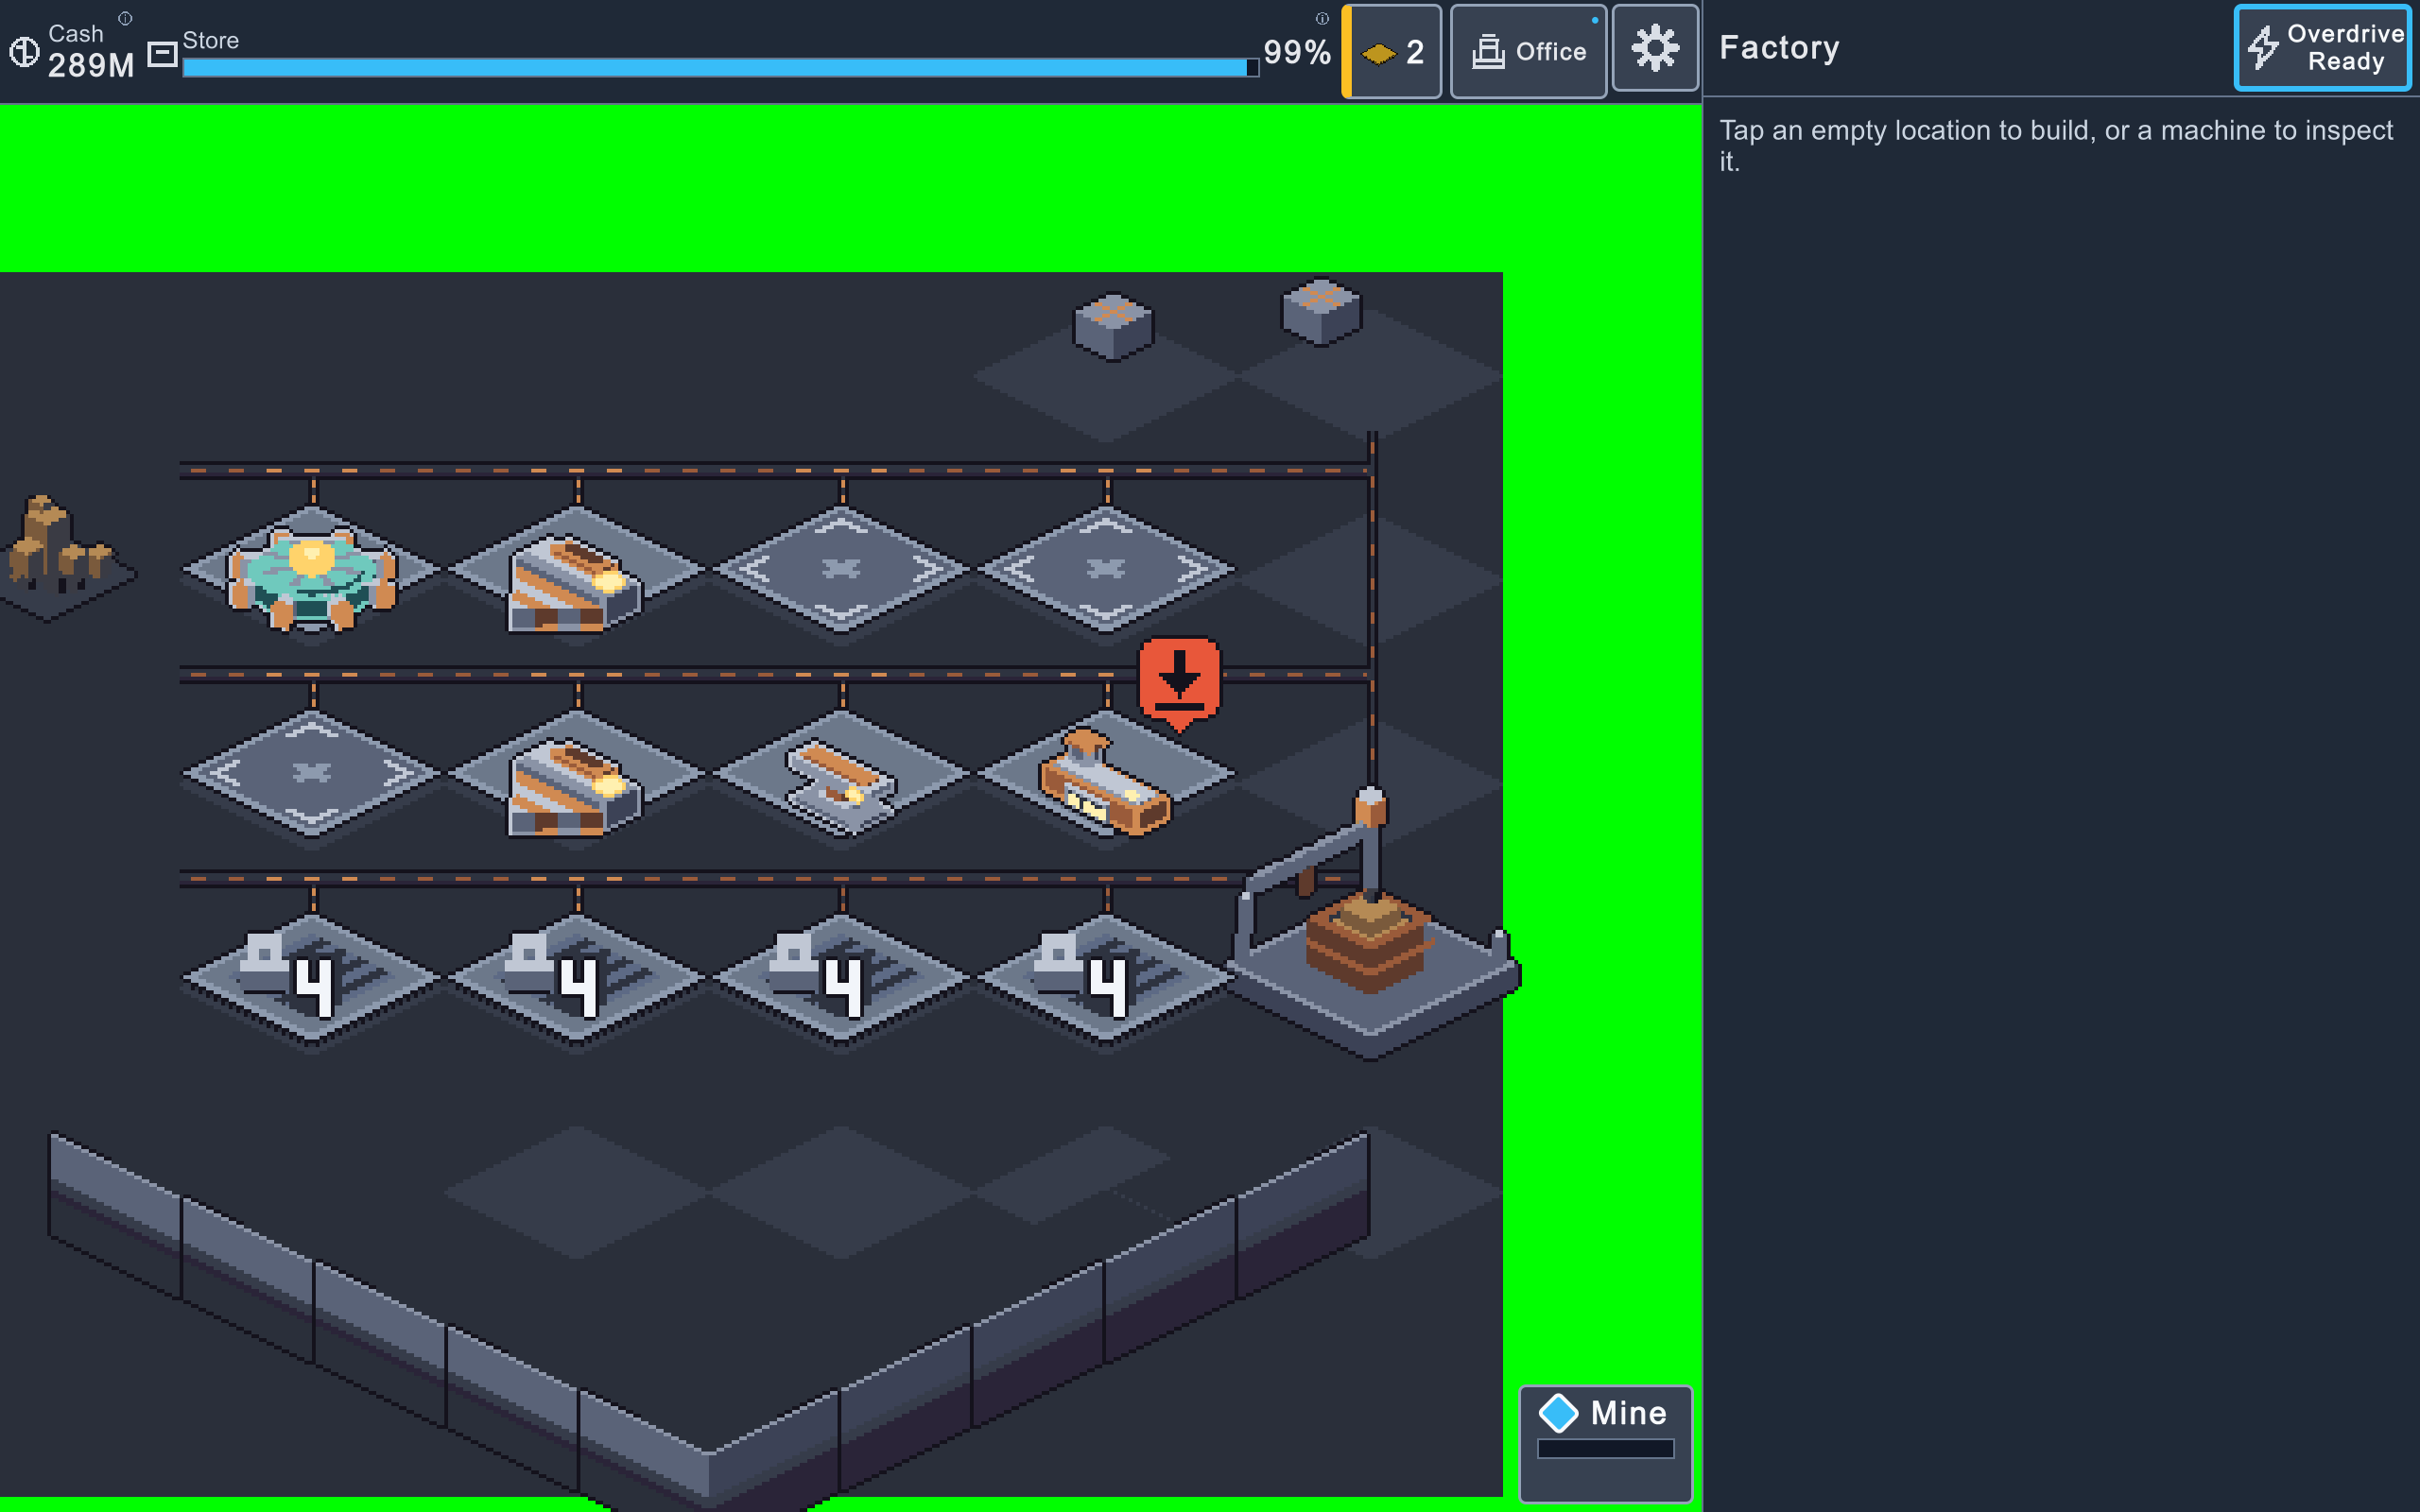 Cash
289M
Store
99%
2
Office
Factory
Overdrive
Ready
Tap an empty location to build, or a machine to inspect
it.
4
4
4
4
Mine